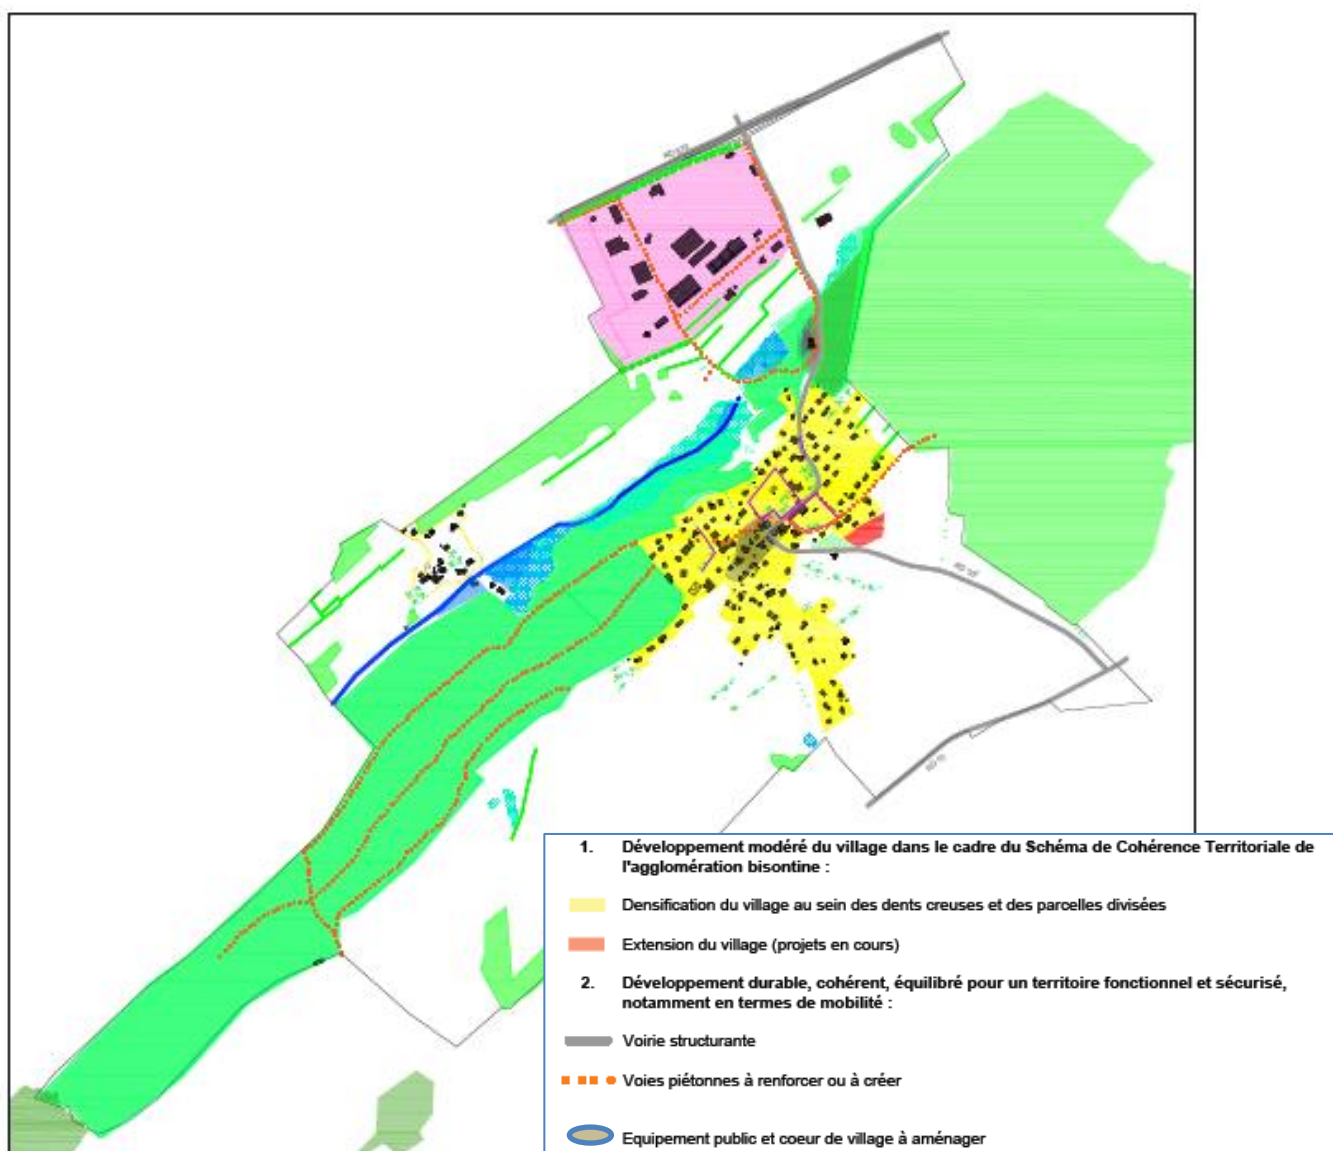 1. Développement modéré du village dans le cadre du Schéma de Cohérence Territoriale de
l'agglomération bisontine :
Densification du village au sein des dents creuses et des parcelles divisées
Extension du village (projets en cours)
2. Développement durable, cohérent, équilibré pour un territoire fonctionnel et sécurisé,
notamment en termes de mobilité :
Voirie structurante
Voies piétonnes à renforcer ou à créer
Equipement public et coeur de village à aménager